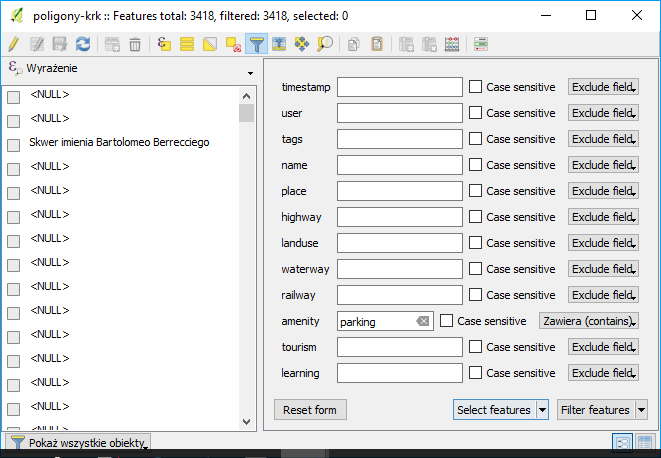 poligony-krk :: Features total: 3418, filtered: 3418, selected: 0
Wyrażenie
<NULL>
<NULL>
Skwer imienia Bartolomeo Berrecciego
<NULL>
<NULL>
<NULL>
<NULL>
<NULL>
<NULL>
<NULL>
<NULL>
<NULL>
<NULL>
<NULL>
timestamp Case sensitive Exclude field
user Case sensitive Exclude field
tags Case sensitive Exclude field
name Case sensitive Exclude field
place Case sensitive Exclude field
highway Case sensitive Exclude field
landuse Case sensitive Exclude field
waterway Case sensitive Exclude field
railway Case sensitive Exclude field
amenity parking Case sensitive Zawiera (contains)
tourism Case sensitive Exclude field
learning Case sensitive Exclude field
Reset form Select features Filter features
Pokaż wszystkie obiekty